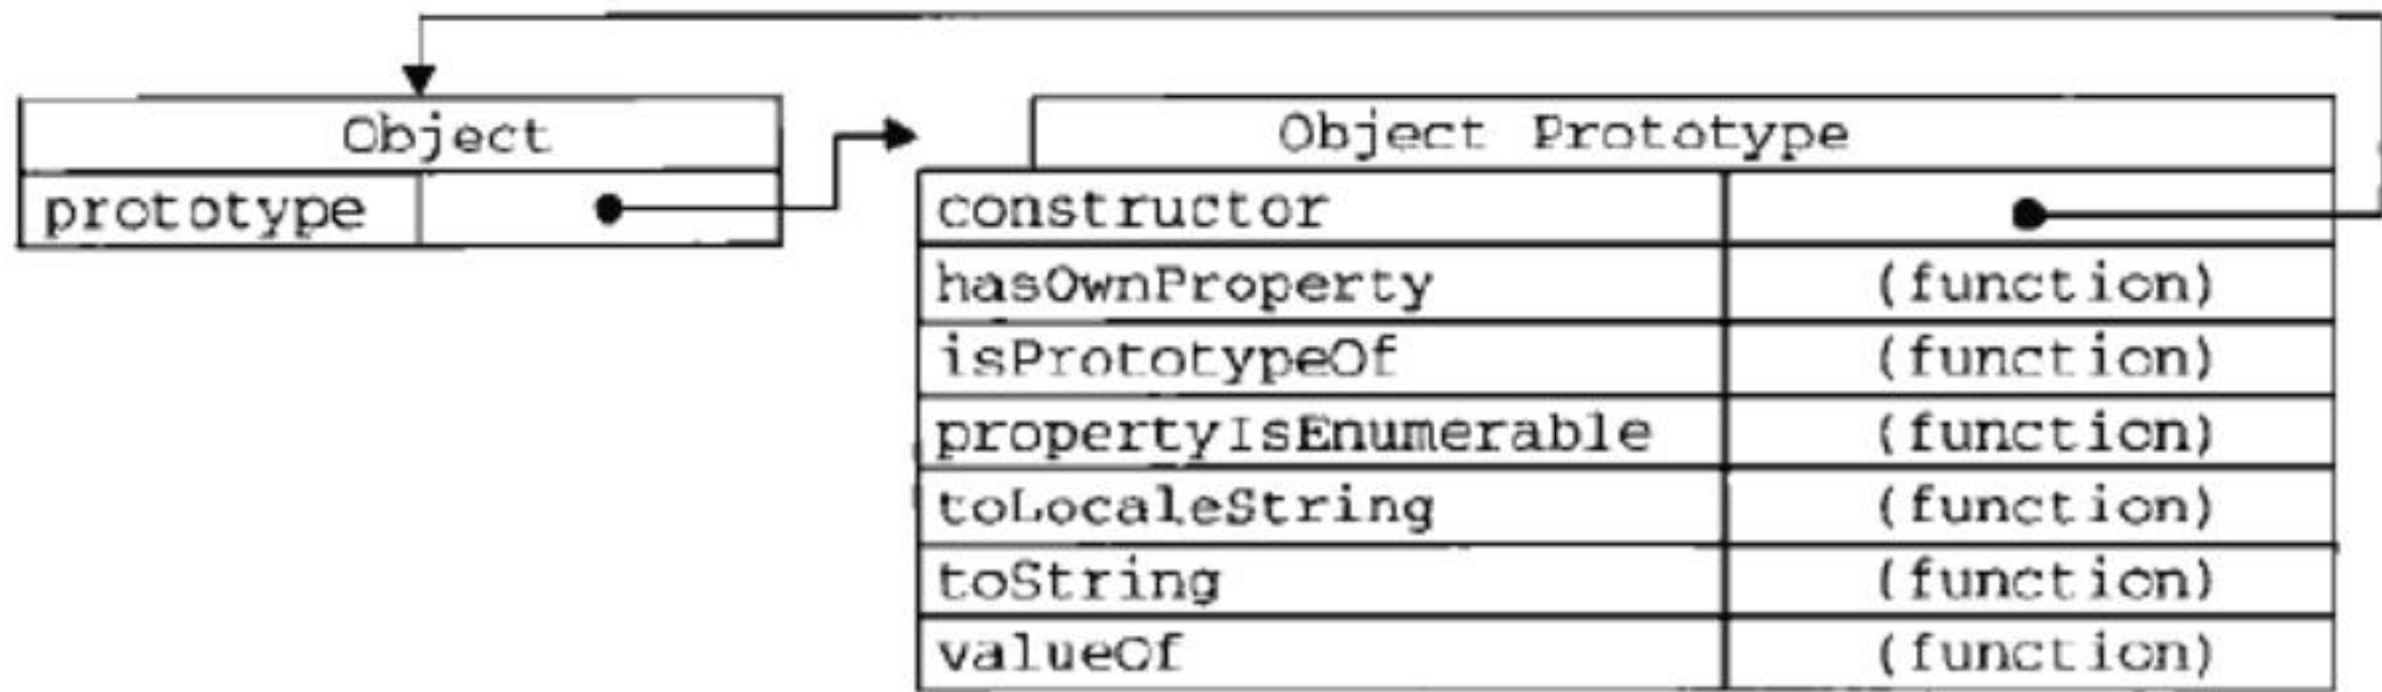 Object
prototype
Object Prototype
constructor
hasOwnProperty (function)
isPrototypeOf (function)
propertyIsEnumerable (function)
toLocaleString (function)
toString (function)
valueOf (function)